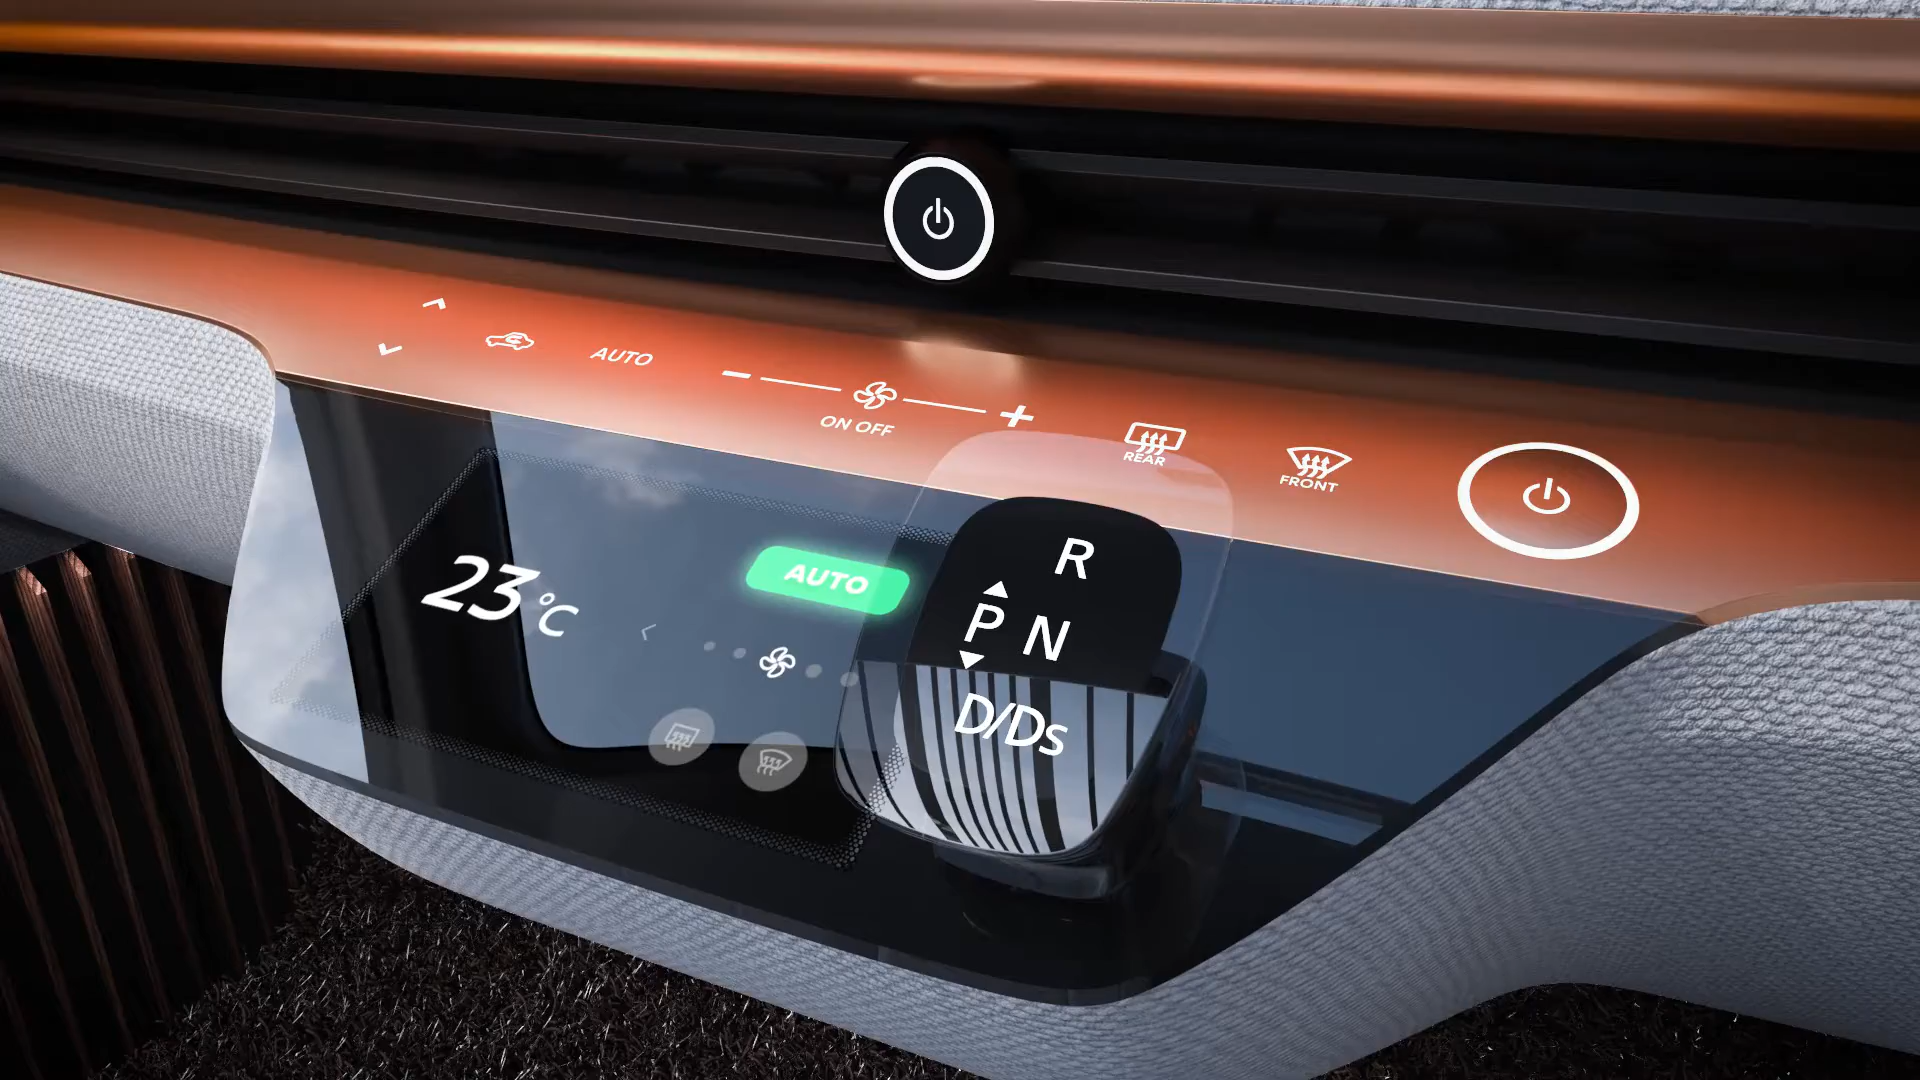 AUTO
ON OFF
REAR
FRONT
23°C
AUTO
R
P N
D/Ds